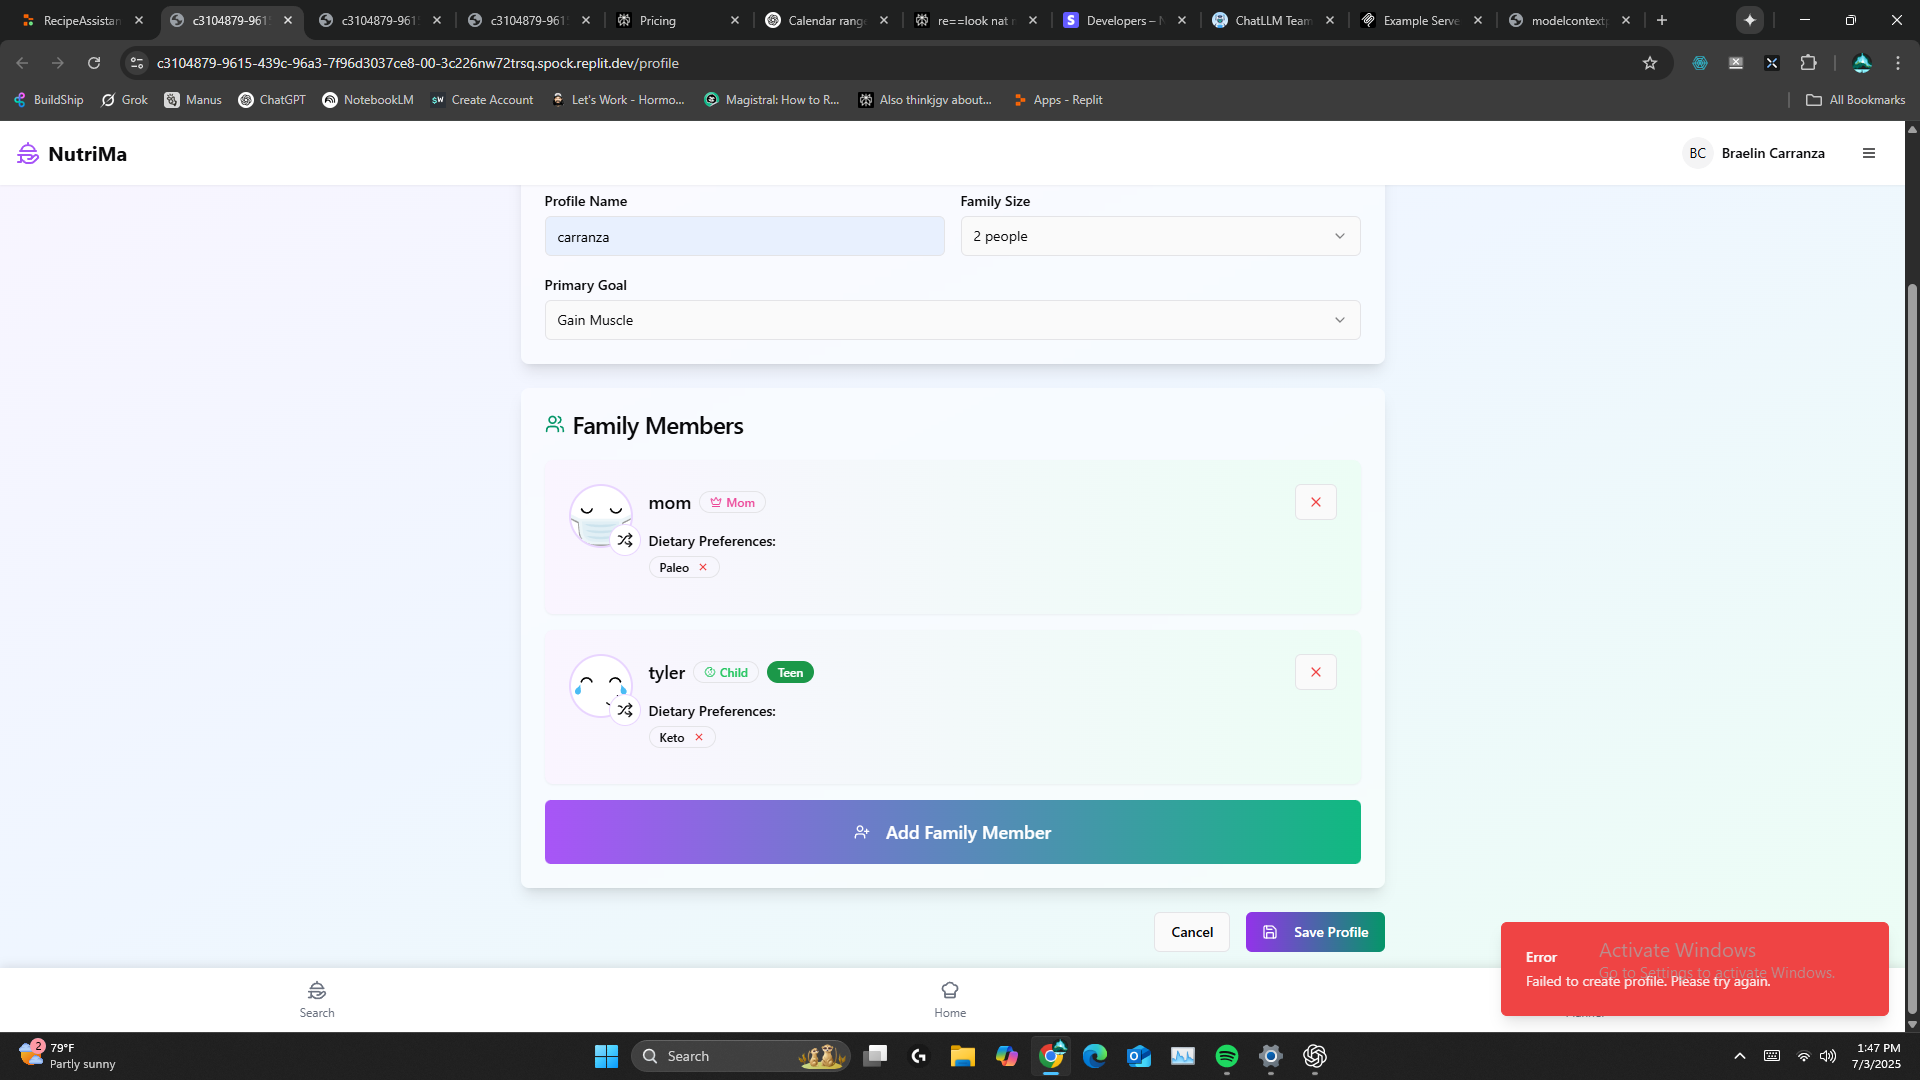 RecipeAssistan
c3104879-961
c3104879-961
c3104879-961
Pricing
Calendar rang
re==look nat r
Developers – N
ChatLLM Team
Example Serve
modelcontextp
c3104879-9615-439c-96a3-7f96d3037ce8-00-3c226nw72trsq.spock.replit.dev/profile
BuildShip
Grok
Manus
ChatGPT
NotebookLM
SW
Create Account
Let's Work - Hormo...
Magistral: How to R...
Also thinkjgv about...
Apps - Replit
All Bookmarks
NutriMa
BC
Braelin Carranza
Profile Name
Family Size
carranza
2 people
Primary Goal
Gain Muscle
Family Members
mom
Mom
Dietary Preferences:
Paleo
tyler
Child
Teen
Dietary Preferences:
Keto
Add Family Member
Cancel
Save Profile
Error
Failed to create profile. Please try again.
Activate Windows
Go to Settings to activate Windows.
Search
Home
2
79°F
Partly sunny
Search
1:47 PM
7/3/2025